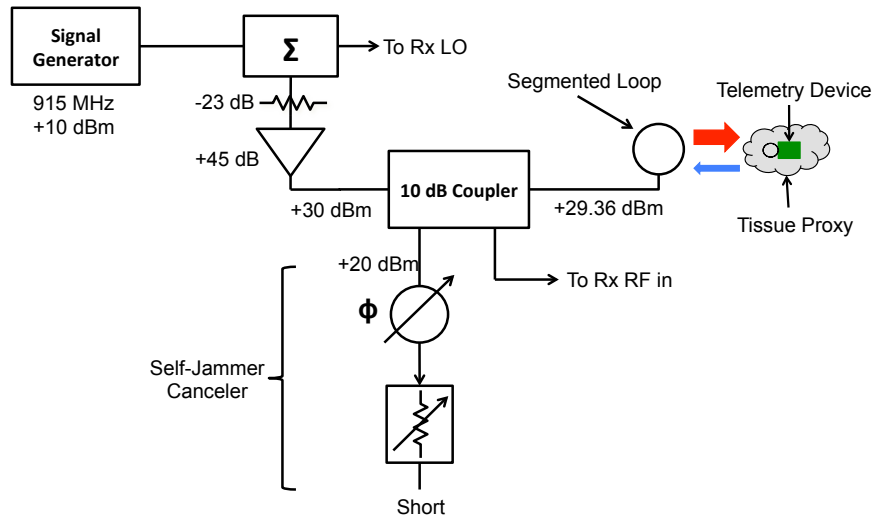 Signal
Generator
915 MHz
+10 dBm
Σ
To Rx LO
-23 dB
+45 dB
+30 dBm
10 dB Coupler
+29.36 dBm
Segmented Loop
Telemetry Device
Tissue Proxy
+20 dBm
To Rx RF in
Φ
Self-Jammer
Canceler
Short